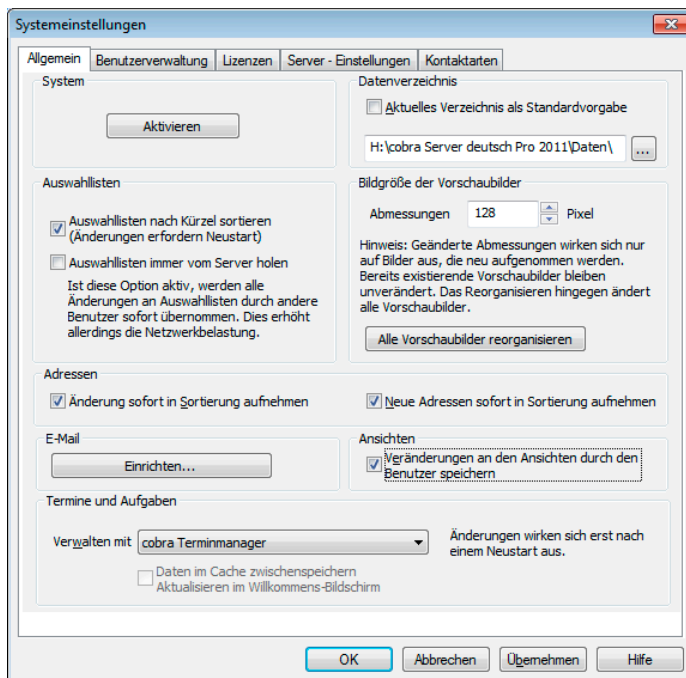 Systemeinstellungen
Allgemein
Benutzerverwaltung
Lizenzen
Server - Einstellungen
Kontaktarten
System
Aktivieren
Datenverzeichnis
Aktuelles Verzeichnis als Standardvorgabe
H:\cobra Server deutsch Pro 2011\Daten\
...
Auswahllisten
Auswahllisten nach Kürzel sortieren
(Änderungen erfordern Neustart)
Auswahllisten immer vom Server holen
Ist diese Option aktiv, werden alle
Änderungen an Auswahllisten durch andere
Benutzer sofort übernommen. Dies erhöht
allerdings die Netzwerkbelastung.
Bildgröße der Vorschaubilder
Abmessungen 128 Pixel
Hinweis: Geänderte Abmessungen wirken sich nur
auf Bilder aus, die neu aufgenommen werden.
Bereits existierende Vorschaubilder bleiben
unverändert. Das Reorganisieren hingegen ändert
alle Vorschaubilder.
Alle Vorschaubilder reorganisieren
Adressen
Änderung sofort in Sortierung aufnehmen
Neue Adressen sofort in Sortierung aufnehmen
E-Mail
Einrichten...
Ansichten
Veränderungen an den Ansichten durch den
Benutzer speichern
Termine und Aufgaben
Verwalten mit cobra Terminmanager
Änderungen wirken sich erst nach
einem Neustart aus.
Daten im Cache zwischenspeichern
Aktualisieren im Willkommens-Bildschirm
OK
Abbrechen
Übernehmen
Hilfe